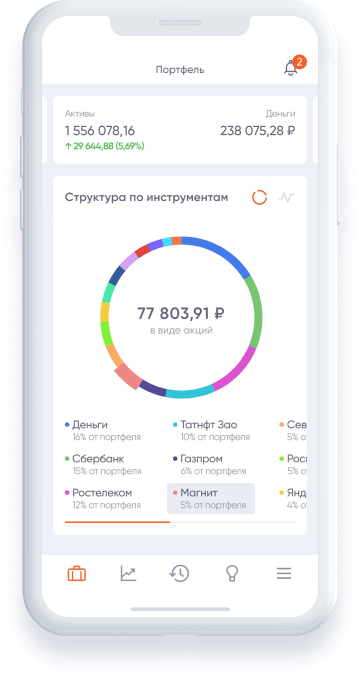 Портфель
2
Активы
Деньги
1 556 078,16
238 075,28 ₽
↑ 29 644,88 (5,69%)
Структура по инструментам
77 803,91 ₽
в виде акций
Деньги
Татнфт Зао
Сев
16% от портфеля
10% от портфеля
5% о
Сбербанк
Газпром
Рос
15% от портфеля
6% от портфеля
5% о
Ростелеком
Магнит
Янд
12% от портфеля
5% от портфеля
4% о